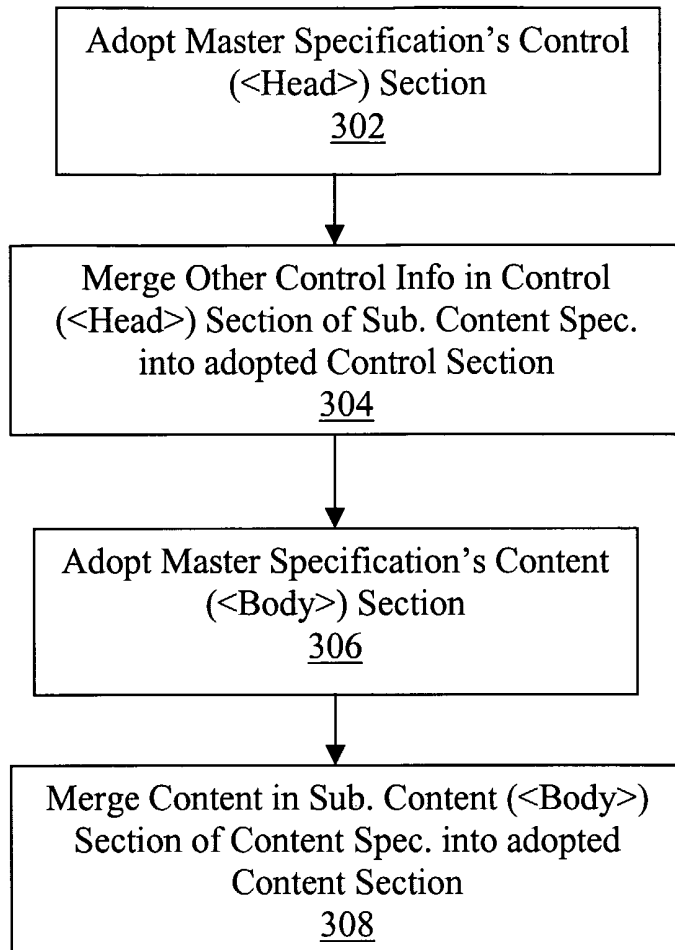 Adopt Master Specification's Control
(<Head>) Section
302
Merge Other Control Info in Control
(<Head>) Section of Sub. Content Spec.
into adopted Control Section
304
Adopt Master Specification's Content
(<Body>) Section
306
Merge Content in Sub. Content (<Body>)
Section of Content Spec. into adopted
Content Section
308